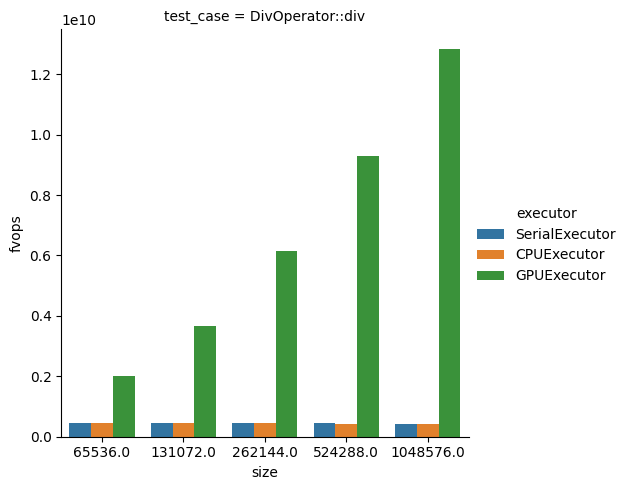 test_case = DivOperator::div
1e10
1.2
1.0
0.8
0.6
0.4
0.2
0.0
fvops
65536.0 131072.0 262144.0 524288.0 1048576.0
size
executor
SerialExecutor
CPUExecutor
GPUExecutor